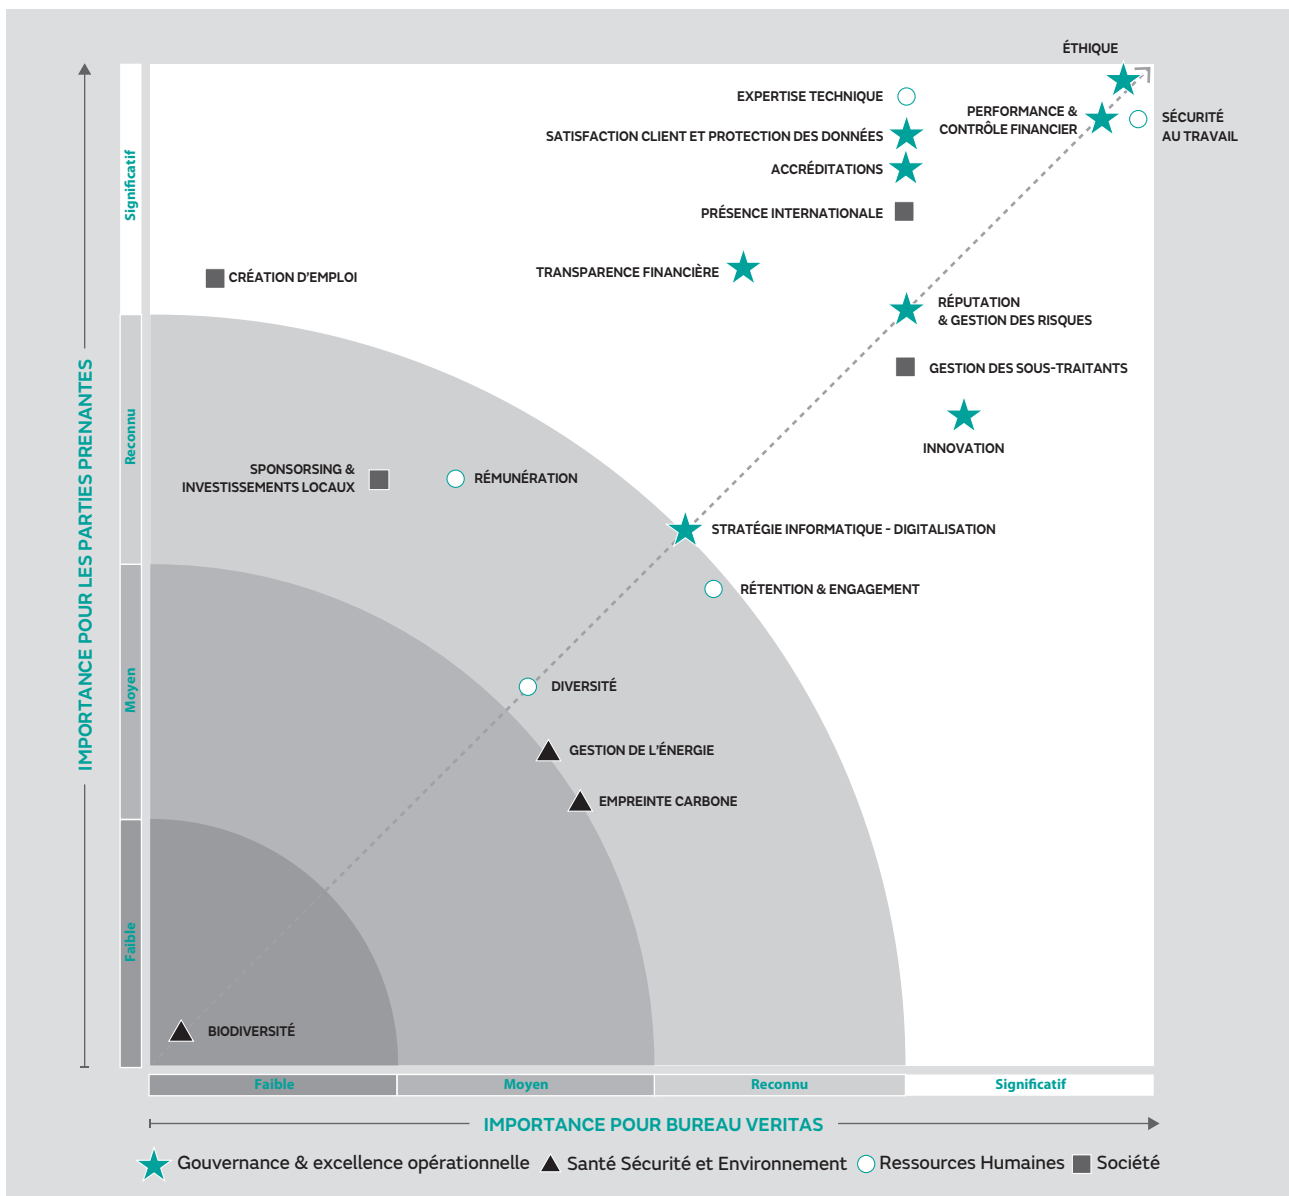 ÉTHIQUE
EXPERTISE TECHNIQUE
PERFORMANCE &
CONTRÔLE FINANCIER
SÉCURITÉ
AU TRAVAIL
SATISFACTION CLIENT ET PROTECTION DES DONNÉES
ACCRÉDITATIONS
PRÉSENCE INTERNATIONALE
TRANSPARENCE FINANCIÈRE
CRÉATION D'EMPLOI
RÉPUTATION
& GESTION DES RISQUES
GESTION DES SOUS-TRAITANTS
INNOVATION
SPONSORSING &
INVESTISSEMENTS LOCAUX
RÉMUNÉRATION
STRATÉGIE INFORMATIQUE - DIGITALISATION
RÉTENTION & ENGAGEMENT
DIVERSITÉ
GESTION DE L'ÉNERGIE
EMPREINTE CARBONE
BIODIVERSITÉ
IMPORTANCE POUR LES PARTIES PRENANTES
Significatif
Reconnu
Moyen
Faible
Faible
Moyen
Reconnu
Significatif
IMPORTANCE POUR BUREAU VERITAS
Gouvernance & excellence opérationnelle
Santé Sécurité et Environnement
Ressources Humaines
Société